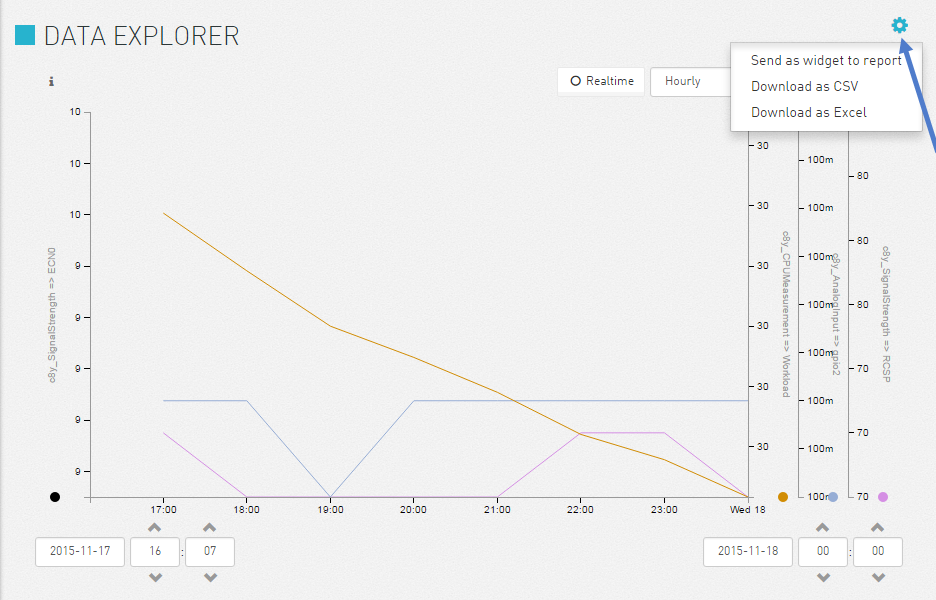 DATA EXPLORER
Send as widget to report
Download as CSV
Download as Excel
i
Realtime
Hourly
10
10
10
9
9
9
9
9
c8y_SignalStrength => ECN0
30
30
30
30
30
30
c8y_CPUMeasurement => Workload
100m
100m
100m
100m
100m
100m
100m
100m
c8y_AnalogInput => gpio2
80
80
80
70
70
70
c8y_SignalStrength => RCSP
17:00 18:00 19:00 20:00 21:00 22:00 23:00 Wed 18
2015-11-17 16 : 07 2015-11-18 00 : 00